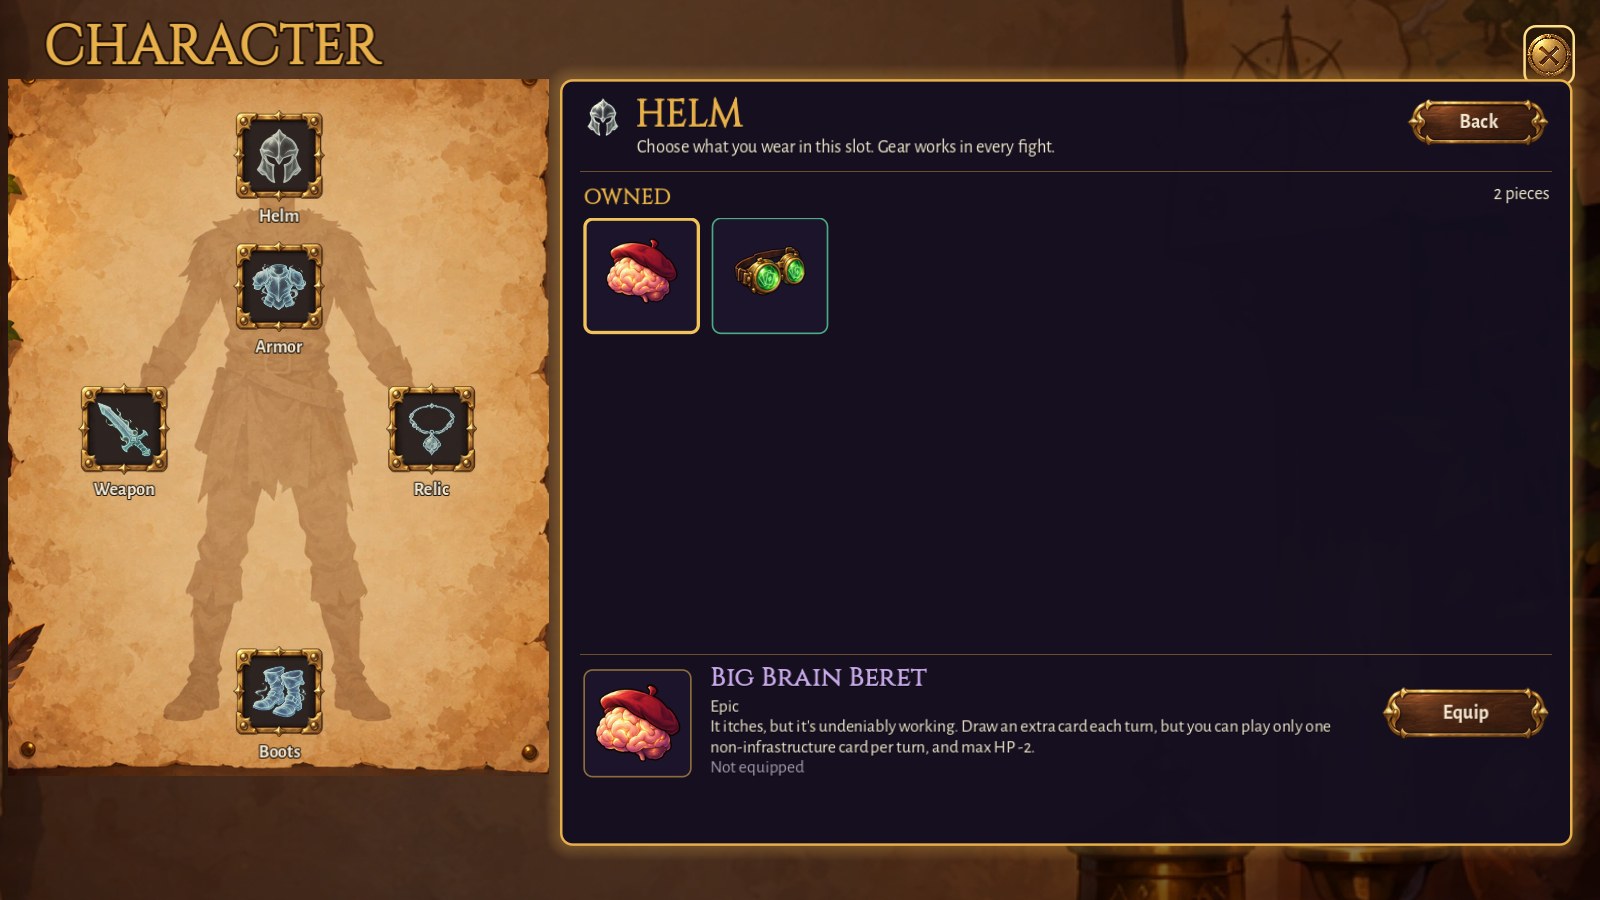 CHARACTER
Helm
Armor
Weapon
Relic
Boots
HELM
Choose what you wear in this slot. Gear works in every fight.
Back
OWNED
2 pieces
BIG BRAIN BERET
Epic
It itches, but it's undeniably working. Draw an extra card each turn, but you can play only one
non-infrastructure card per turn, and max HP -2.
Not equipped
Equip